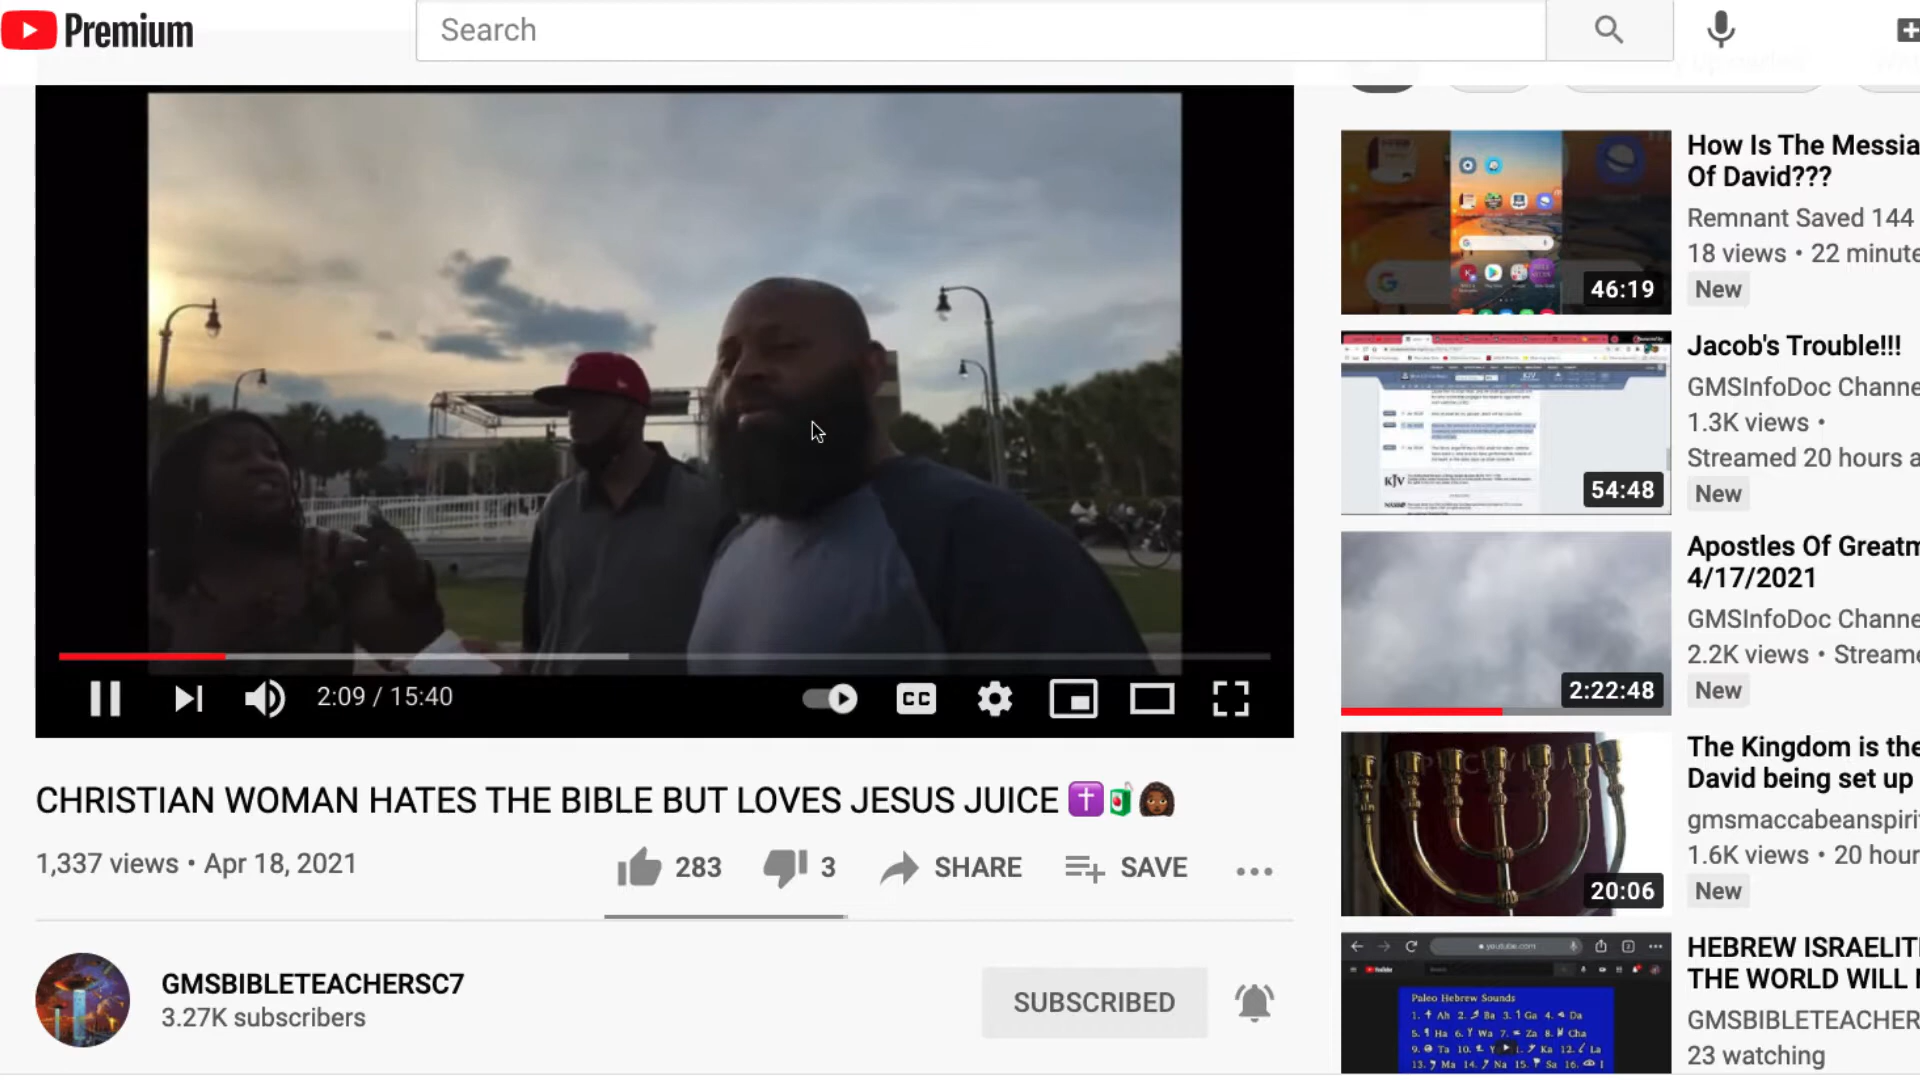 Premium
Search
2:09 / 15:40
CC
CHRISTIAN WOMAN HATES THE BIBLE BUT LOVES JESUS JUICE ✝️🧃👩🏾
1,337 views • Apr 18, 2021
283
3
SHARE
SAVE
GMSBIBLETEACHERSC7
3.27K subscribers
SUBSCRIBED
How Is The Messia
Of David???
Remnant Saved 144
18 views • 22 minute
New
46:19
Jacob's Trouble!!!
GMSInfoDoc Channe
1.3K views •
Streamed 20 hours a
New
KJV
54:48
Apostles Of Greatm
4/17/2021
GMSInfoDoc Channe
2.2K views • Streame
New
2:22:48
The Kingdom is the
David being set up
gmsmaccabeanspiri
1.6K views • 20 hour
New
20:06
HEBREW ISRAELIT
THE WORLD WILL
GMSBIBLETEACHER
23 watching
youtube.com
Paleo Hebrew Sounds